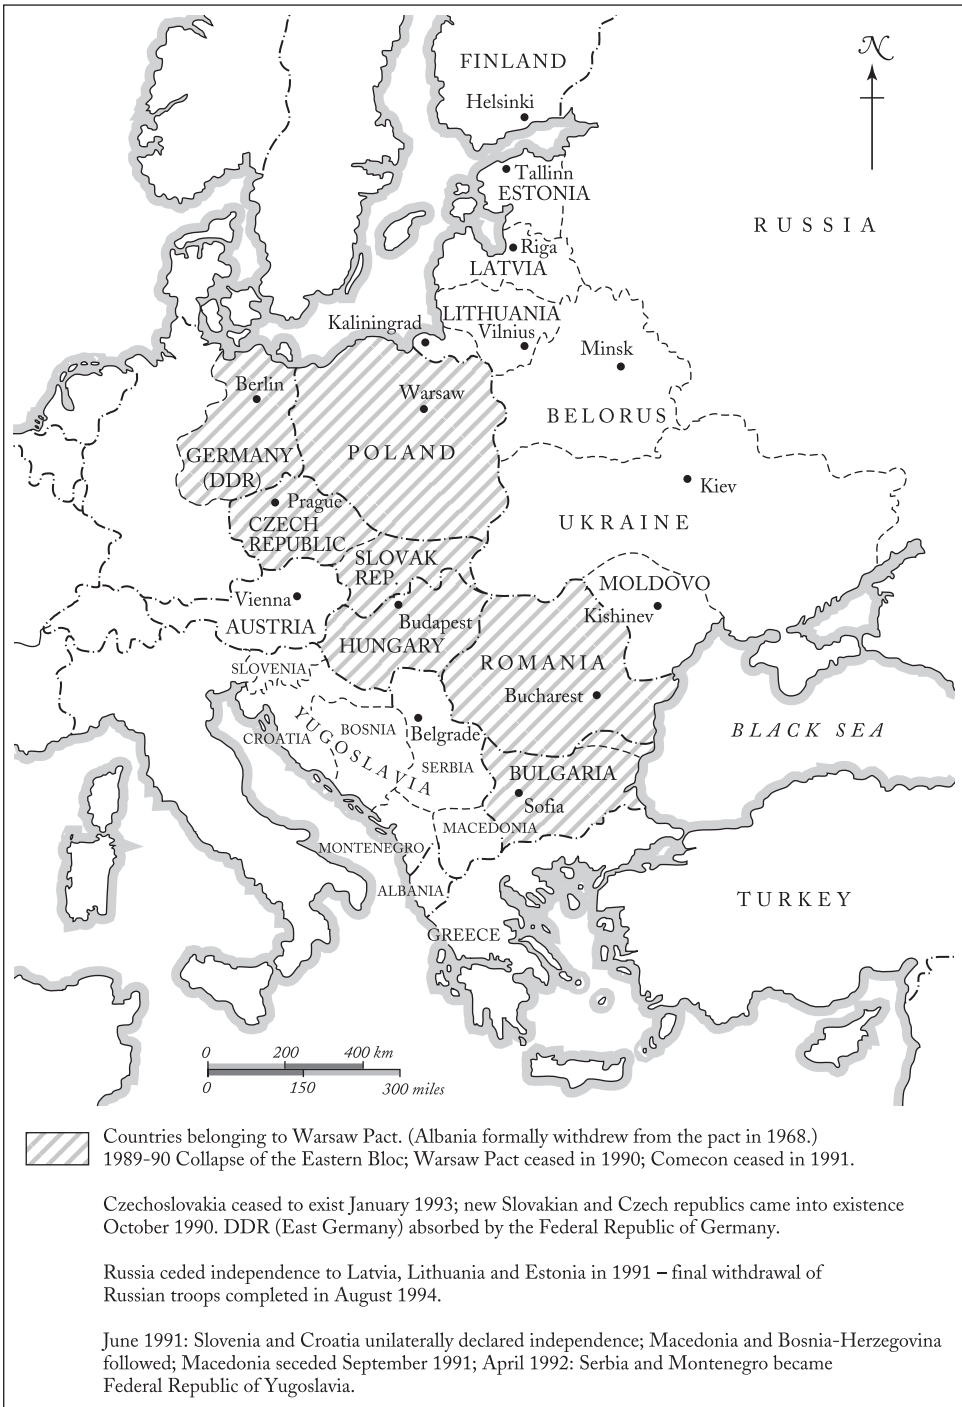 N
FINLAND
Helsinki
Tallinn
ESTONIA
RUSSIA
Riga
LATVIA
LITHUANIA
Vilnius
Kaliningrad
Minsk
Berlin
Warsaw
BELORUS
GERMANY
(DDR)
POLAND
Kiev
Prague
CZECH
REPUBLIC
UKRAINE
SLOVAK
REP.
MOLDOVO
Vienna
Kishinev
Budapest
AUSTRIA
HUNGARY
SLOVENIA
ROMANIA
Bucharest
YUGOSLAVIA
BOSNIA
CROATIA
Belgrade
BLACK SEA
SERBIA
BULGARIA
Sofia
MACEDONIA
MONTENEGRO
ALBANIA
TURKEY
GREECE
0 200 400 km
0 150 300 miles
Countries belonging to Warsaw Pact. (Albania formally withdrew from the pact in 1968.)
1989-90 Collapse of the Eastern Bloc; Warsaw Pact ceased in 1990; Comecon ceased in 1991.
Czechoslovakia ceased to exist January 1993; new Slovakian and Czech republics came into existence
October 1990. DDR (East Germany) absorbed by the Federal Republic of Germany.
Russia ceded independence to Latvia, Lithuania and Estonia in 1991 – final withdrawal of
Russian troops completed in August 1994.
June 1991: Slovenia and Croatia unilaterally declared independence; Macedonia and Bosnia-Herzegovina
followed; Macedonia seceded September 1991; April 1992: Serbia and Montenegro became
Federal Republic of Yugoslavia.